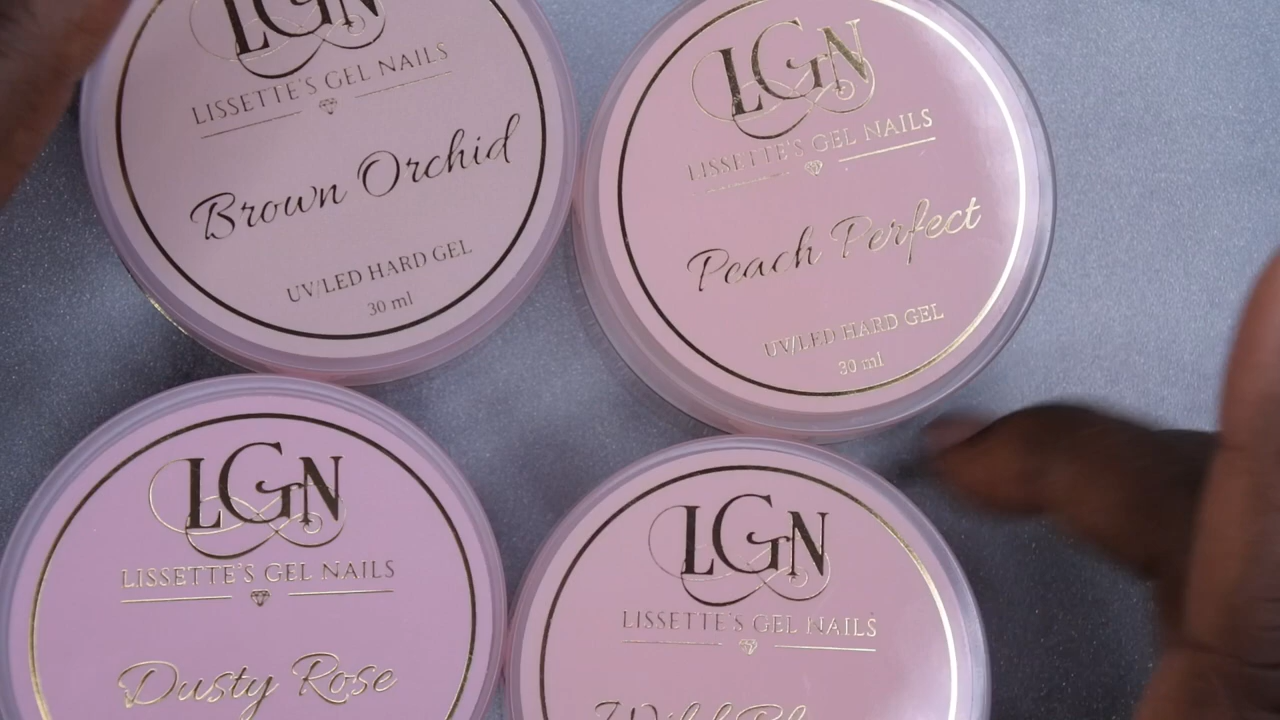 LGN
LISSETTE'S GEL NAILS
Brown Orchid
UV/LED HARD GEL
30 ml
LGN
LISSETTE'S GEL NAILS
Peach Perfect
UV/LED HARD GEL
30 ml
LGN
LISSETTE'S GEL NAILS
Dusty Rose
LGN
LISSETTE'S GEL NAILS
Wild